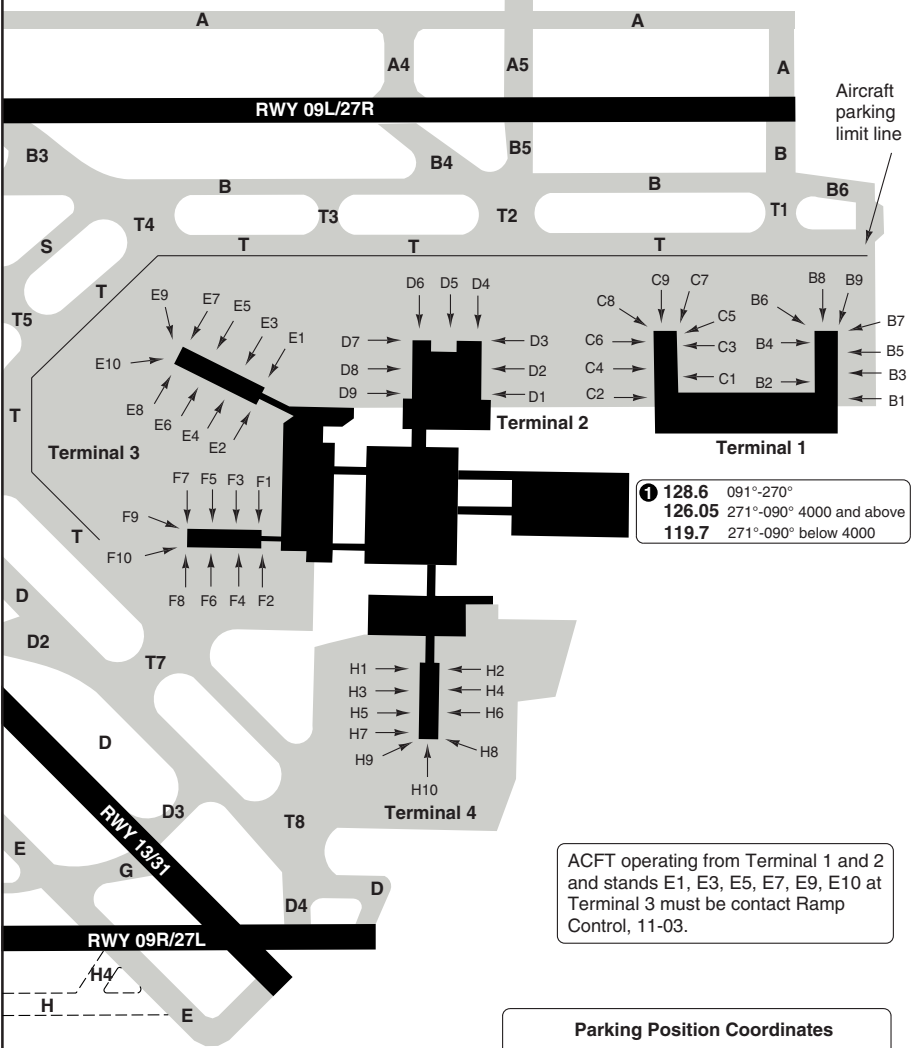 A A
A4 A5 A
RWY 09L/27R
Aircraft
parking
limit line
B3 B4 B5 B
B B B6
T4 T3 T2 T1
S T T T
T
T5
E9 E7 E5 E3 E1
E10
E8 E6 E4 E2
D6 D5 D4
D7 D3
D8 D2
D9 D1
C9 C7
C8 C5
C6 C3
C4 C1
C2
B8 B9
B6 B7
B4 B5
B3
B2 B1
T
Terminal 3
Terminal 2
Terminal 1
F7 F5 F3 F1
F9
T
F10
F8 F6 F4 F2
1 128.6 091°-270°
126.05 271°-090° 4000 and above
119.7 271°-090° below 4000
D
D2
T7
H1 H2
H3 H4
H5 H6
H7
H9 H8
H10
Terminal 4
D
D3
T8
RWY 13/31
E
G
D
D4
ACFT operating from Terminal 1 and 2
and stands E1, E3, E5, E7, E9, E10 at
Terminal 3 must be contact Ramp
Control, 11-03.
RWY 09R/27L
H4
H
E
Parking Position Coordinates